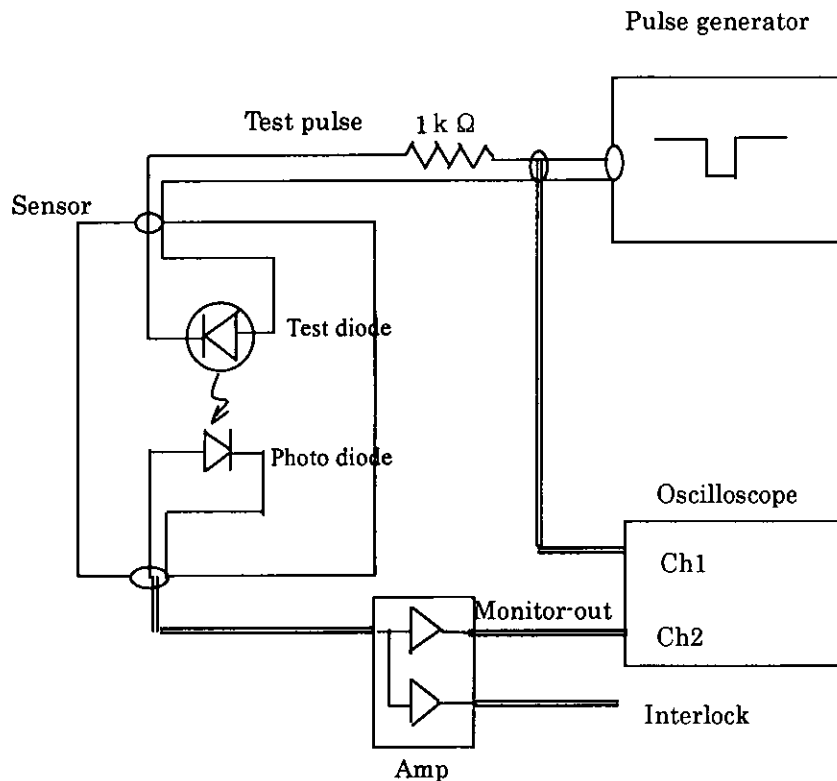 Pulse generator
Test pulse
1 k Ω
Sensor
Test diode
Photo diode
Oscilloscope
Ch1
Monitor-out
Ch2
Interlock
Amp